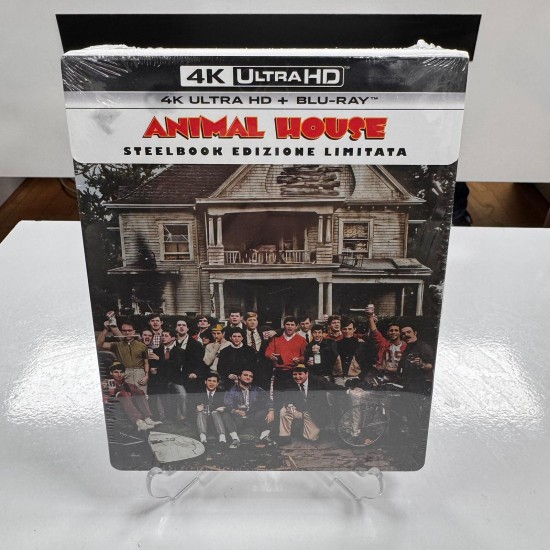 4K ULTRA HD
4K ULTRA HD + BLU-RAY™
ANIMAL HOUSE
STEELBOOK EDIZIONE LIMITATA